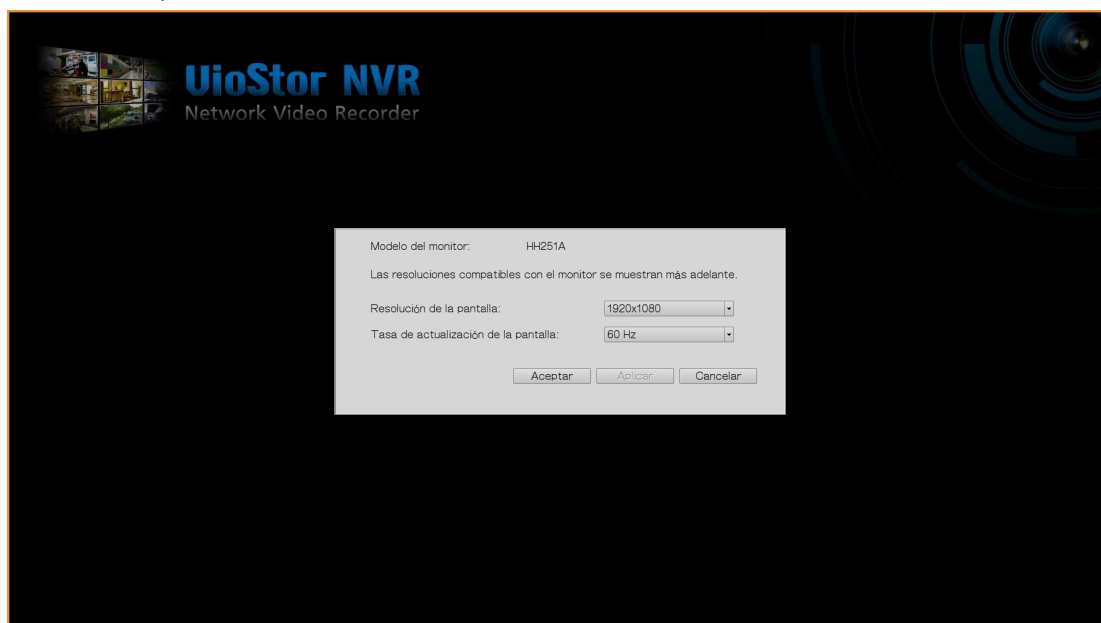 VioStor NVR
Network Video Recorder
Modelo del monitor: HH251A
Las resoluciones compatibles con el monitor se muestran más adelante.
Resolución de la pantalla: 1920x1080
Tasa de actualización de la pantalla: 60 Hz
Aceptar Aplicar Cancelar